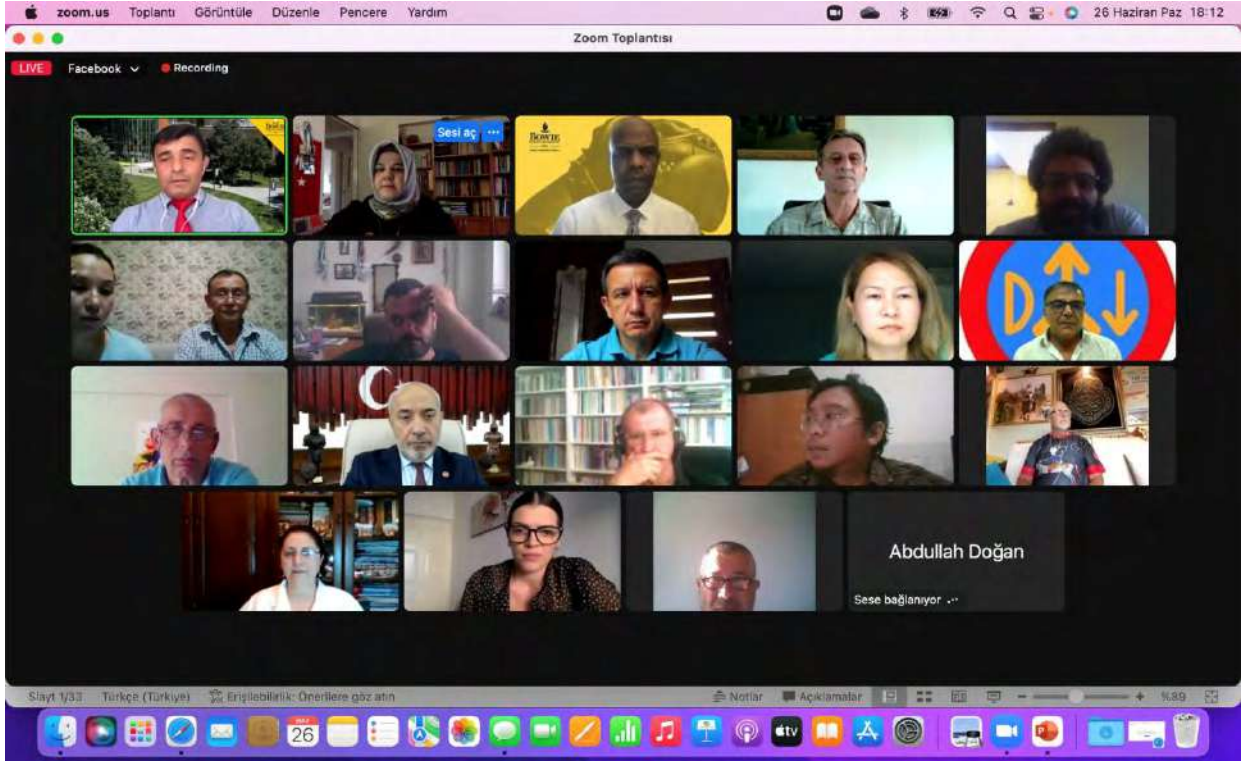 zoom.us Toplantı Görüntüle Düzenle Pencere Yardım 26 Haziran Paz 18:12
Zoom Toplantısı
LIVE Facebook Recording
Sesi aç
BOWIE
D
Abdullah Doğan
Sese bağlanıyor
Slayt 1/33 Türkçe (Türkiye) Erişilebilirlik: Önerilere göz atın Notlar Açıklamalar %89
26
tv